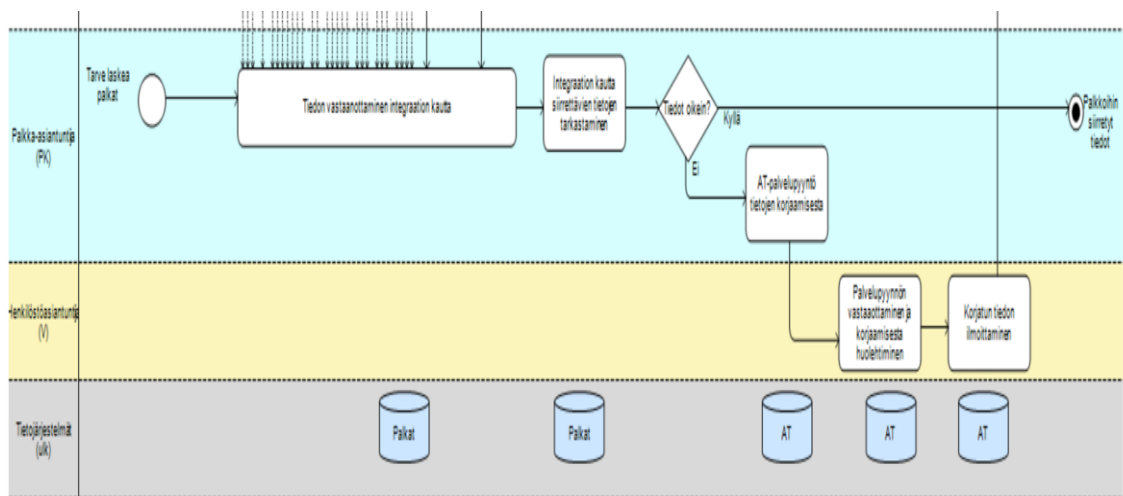 Tarve laskea
palkat
Palkka-asiantuntija
(PK)
Tiedon vastaanottaminen integraation kautta
Integraation kautta
siirrettävien tietojen
tarkastaminen
Tiedot oikein?
Kyllä
Ei
Palkkoihin
siirretyt
tiedot
AT-palvelupyyntö
tietojen korjaamisesta
Henkilöstöasiantuntija
(V)
Palvelupyynnön
vastaaottaminen ja
korjaamisesta
huolehtiminen
Korjatun tiedon
ilmoittaminen
Tietojärjestelmät
(ulk)
Palkat
Palkat
AT
AT
AT